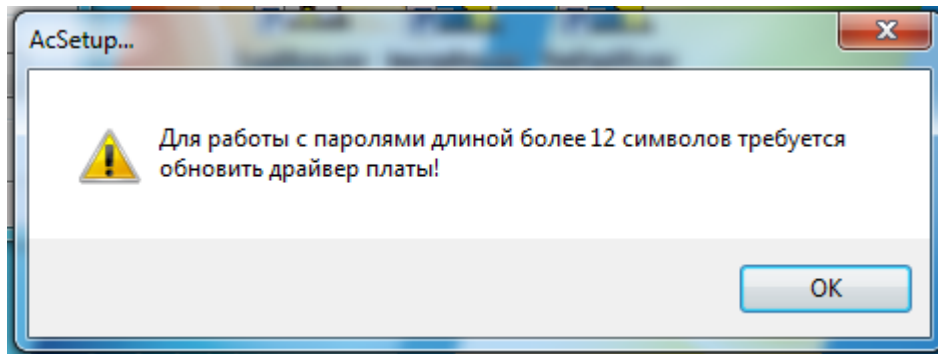 AcSetup...
Для работы с паролями длиной более 12 символов требуется
обновить драйвер платы!
OK